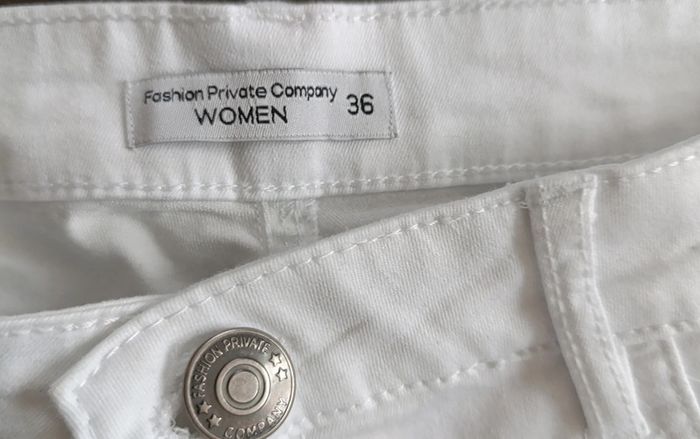 Fashion Private Company
WOMEN
36
FASHION PRIVATE
COMPANY